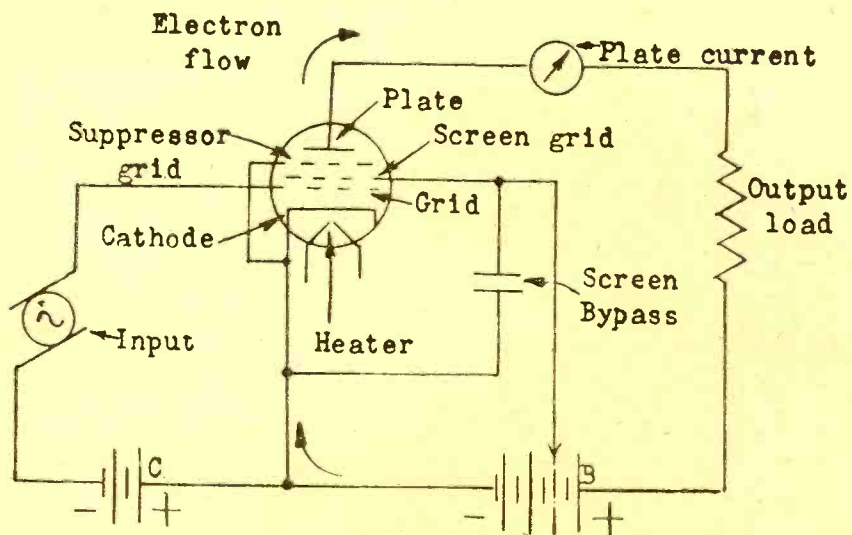 Electron
flow
Plate current
Plate
Suppressor
grid
Screen grid
Grid
Cathode
Output
load
Screen
Bypass
Input
Heater
C
B
- +
- +